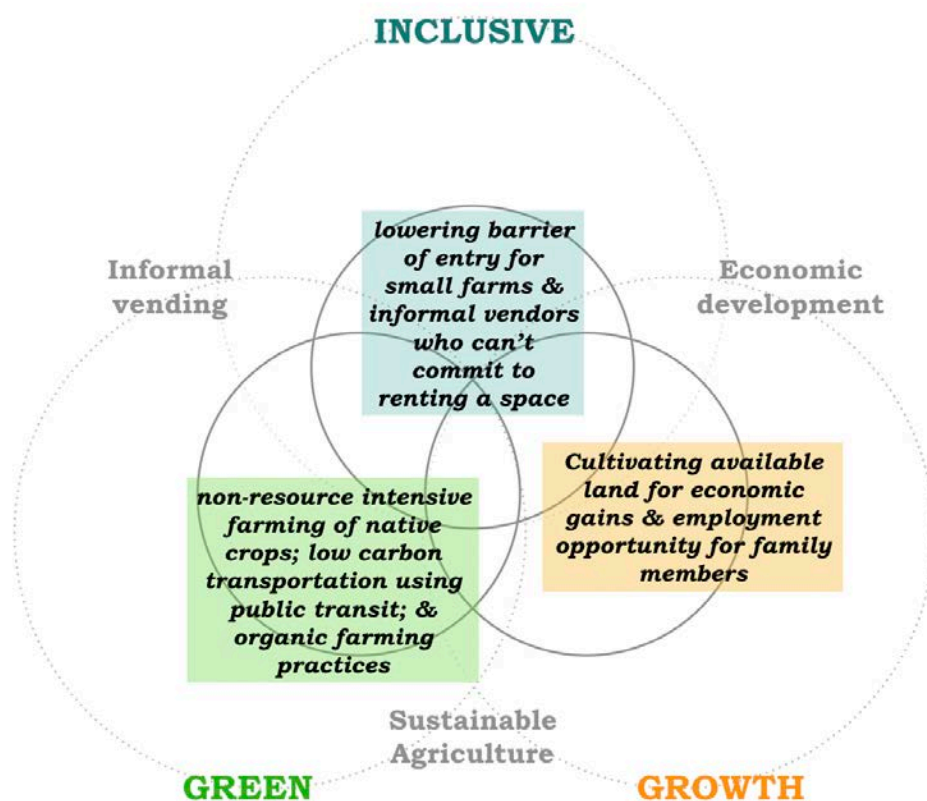 INCLUSIVE
lowering barrier
of entry for
small farms &
informal vendors
who can't
commit to
renting a space
Informal
vending
Economic
development
Cultivating available
land for economic
gains & employment
opportunity for family
members
non-resource intensive
farming of native
crops; low carbon
transportation using
public transit; &
organic farming
practices
Sustainable
Agriculture
GREEN
GROWTH